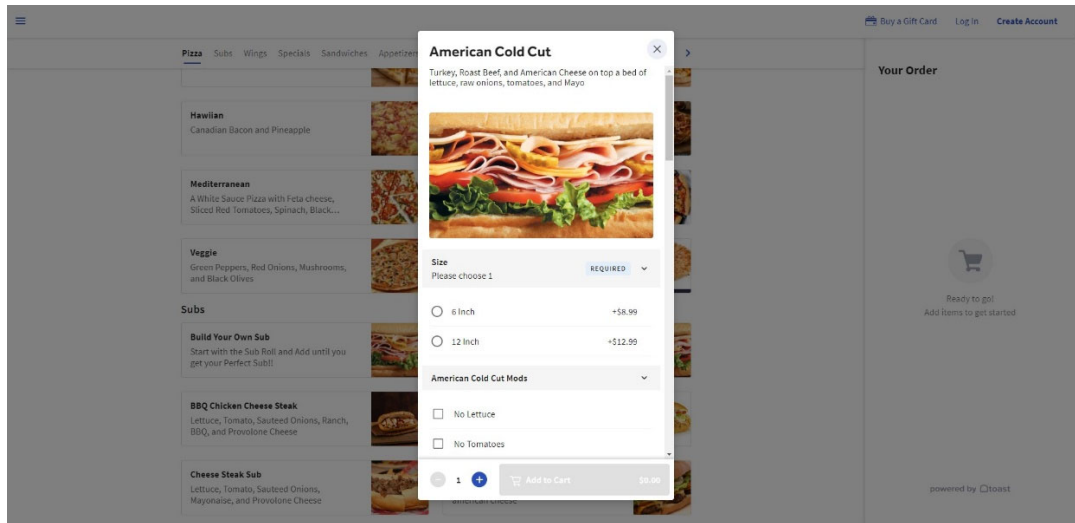 Buy a Gift Card Log In Create Account
Pizza Subs Wings Specials Sandwiches Appetizers
Your Order
Hawiian
Canadian Bacon and Pineapple
Mediterranean
A White Sauce Pizza with Feta cheese,
Sliced Red Tomatoes, Spinach, Black...
Veggie
Green Peppers, Red Onions, Mushrooms,
and Black Olives
Subs
Build Your Own Sub
Start with the Sub Roll and Add until you
get your Perfect Sub!!
BBQ Chicken Cheese Steak
Lettuce, Tomato, Sauteed Onions, Ranch,
BBQ, and Provolone Cheese
Cheese Steak Sub
Lettuce, Tomato, Sauteed Onions,
Mayonaise, and Provolone Cheese
American Cold Cut
Turkey, Roast Beef, and American Cheese on top a bed of
lettuce, raw onions, tomatoes, and Mayo
Size
Please choose 1
REQUIRED
6 Inch +$8.99
12 Inch +$12.99
American Cold Cut Mods
No Lettuce
No Tomatoes
1 Add to Cart $0.00
american cheese
Ready to go!
Add items to get started
powered by toast